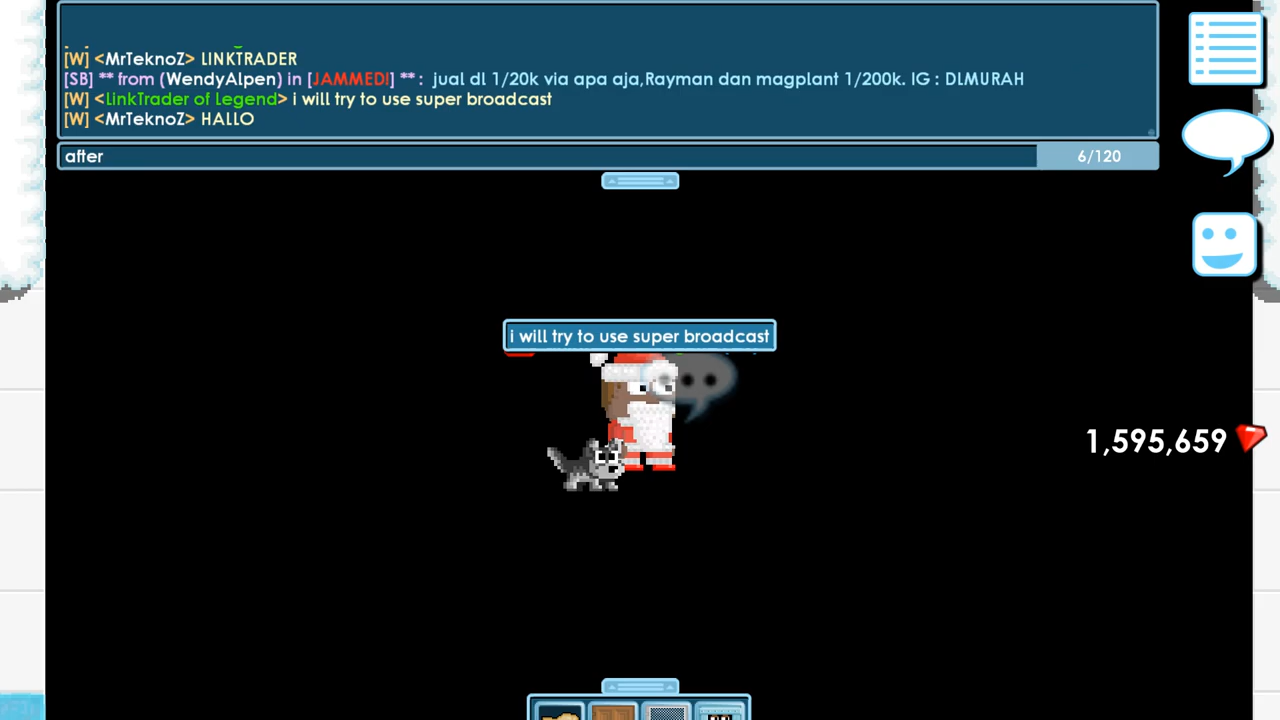 [W] <MrTeknoZ> LINKTRADER
[SB] ** from (WendyAlpen) in [JAMMED!] ** : jual dl 1/20k via apa aja,Rayman dan magplant 1/200k. IG : DLMURAH
[W] <LinkTrader of Legend> i will try to use super broadcast
[W] <MrTeknoZ> HALLO
after 6/120
i will try to use super broadcast
1,595,659